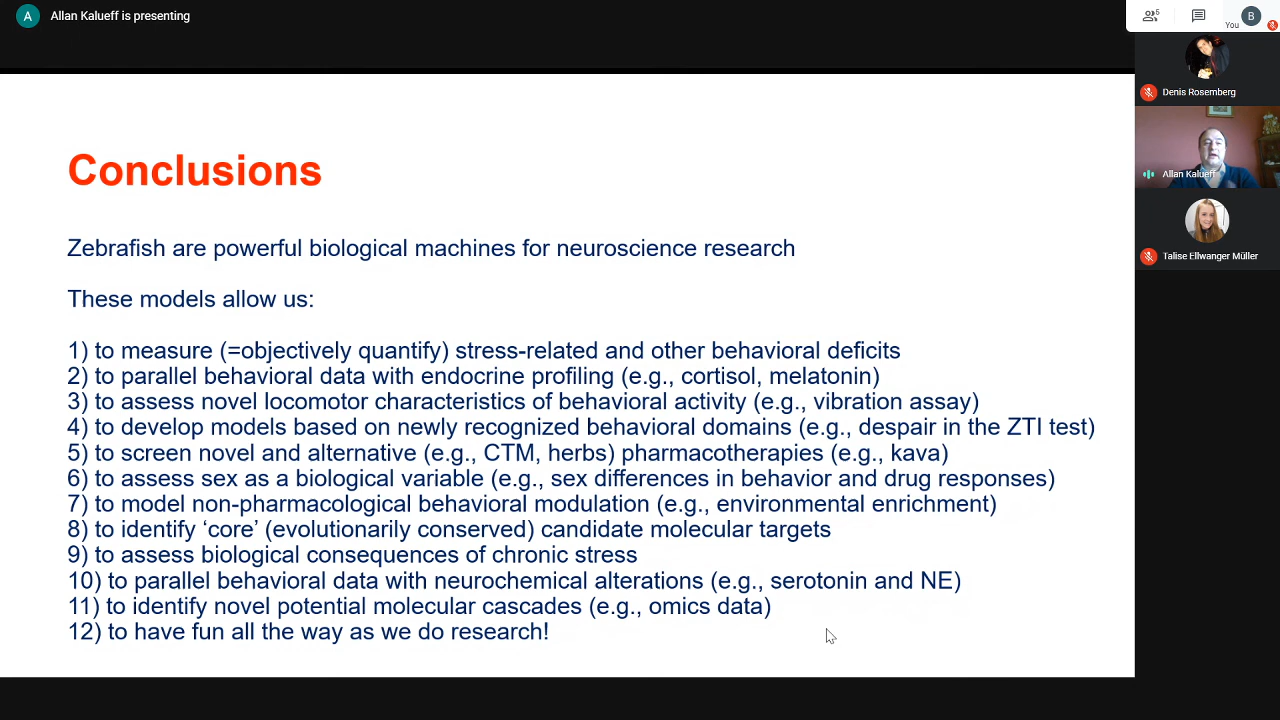 A
Allan Kalueff is presenting
5
B
You
Denis Rosemberg
Allan Kalueff
Talise Ellwanger Müller
Conclusions
Zebrafish are powerful biological machines for neuroscience research
These models allow us:
1) to measure (=objectively quantify) stress-related and other behavioral deficits
2) to parallel behavioral data with endocrine profiling (e.g., cortisol, melatonin)
3) to assess novel locomotor characteristics of behavioral activity (e.g., vibration assay)
4) to develop models based on newly recognized behavioral domains (e.g., despair in the ZTI test)
5) to screen novel and alternative (e.g., CTM, herbs) pharmacotherapies (e.g., kava)
6) to assess sex as a biological variable (e.g., sex differences in behavior and drug responses)
7) to model non-pharmacological behavioral modulation (e.g., environmental enrichment)
8) to identify ‘core’ (evolutionarily conserved) candidate molecular targets
9) to assess biological consequences of chronic stress
10) to parallel behavioral data with neurochemical alterations (e.g., serotonin and NE)
11) to identify novel potential molecular cascades (e.g., omics data)
12) to have fun all the way as we do research!